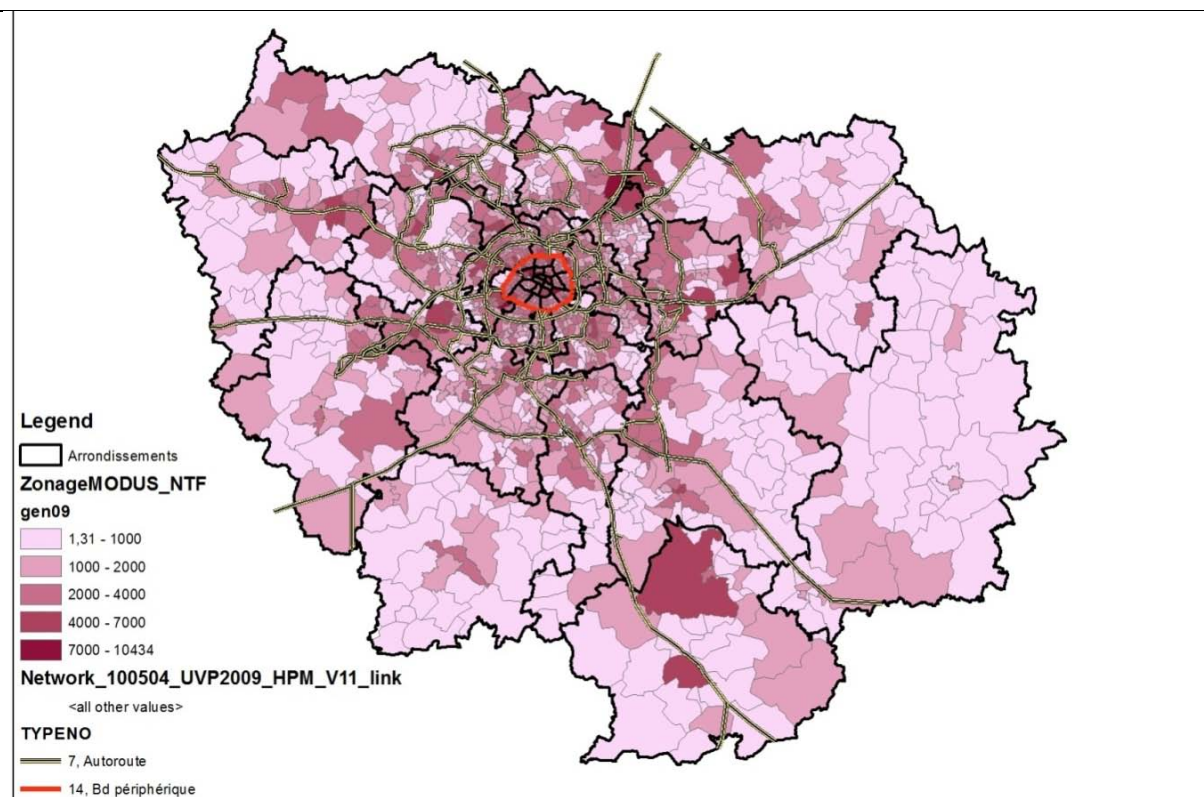 Legend
Arrondissements
ZonageMODUS_NTF
gen09
1,31 - 1000
1000 - 2000
2000 - 4000
4000 - 7000
7000 - 10434
Network_100504_UVP2009_HPM_V11_link
<all other values>
TYPENO
7, Autoroute
14, Bd périphérique